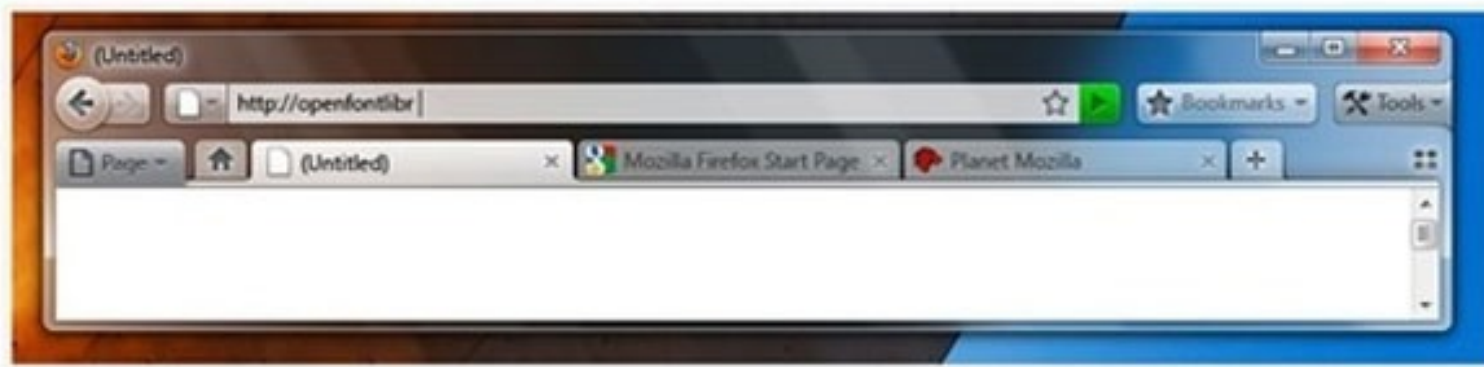 (Untitled)
http://openfontlibr
Bookmarks
Tools
Page
(Untitled)
Mozilla Firefox Start Page
Planet Mozilla